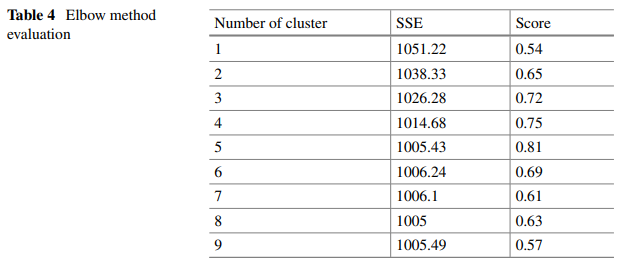 Table 4 Elbow method
evaluation
Number of cluster SSE Score
1 1051.22 0.54
2 1038.33 0.65
3 1026.28 0.72
4 1014.68 0.75
5 1005.43 0.81
6 1006.24 0.69
7 1006.1 0.61
8 1005 0.63
9 1005.49 0.57